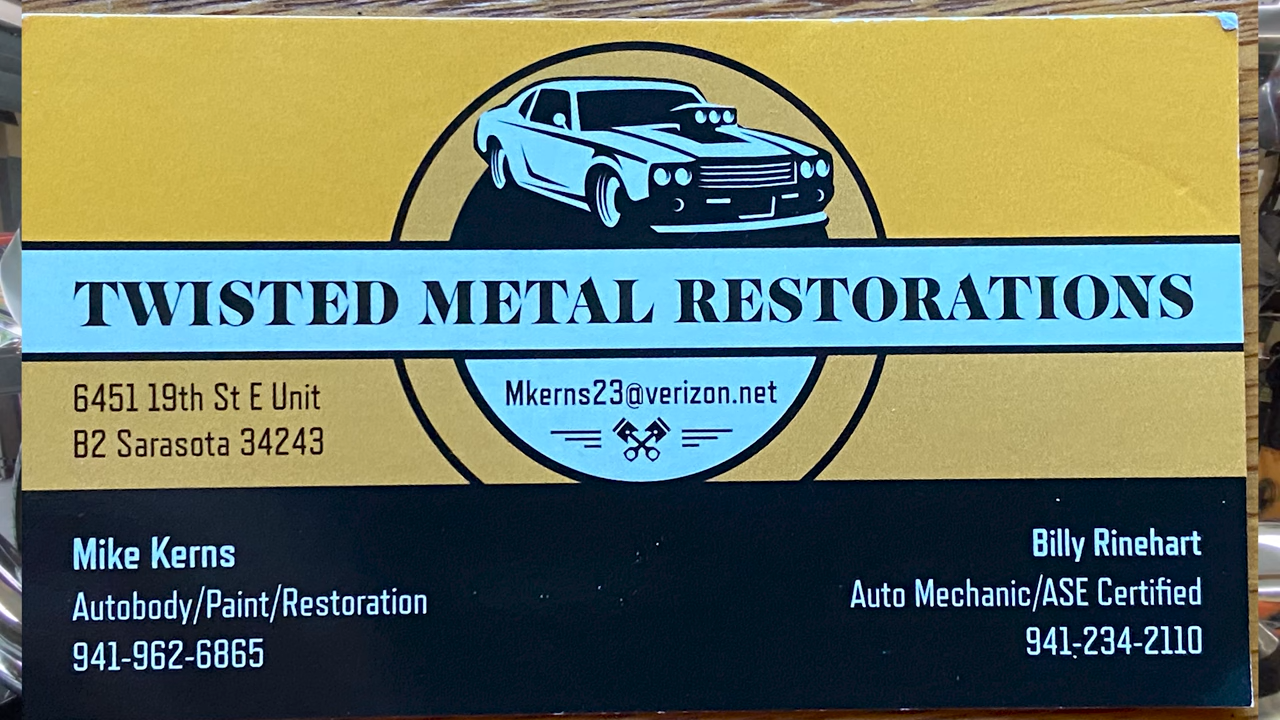 TWISTED METAL RESTORATIONS
6451 19th St E Unit
B2 Sarasota 34243
Mkerns23@verizon.net
Mike Kerns
Autobody/Paint/Restoration
941-962-6865
Billy Rinehart
Auto Mechanic/ASE Certified
941-234-2110